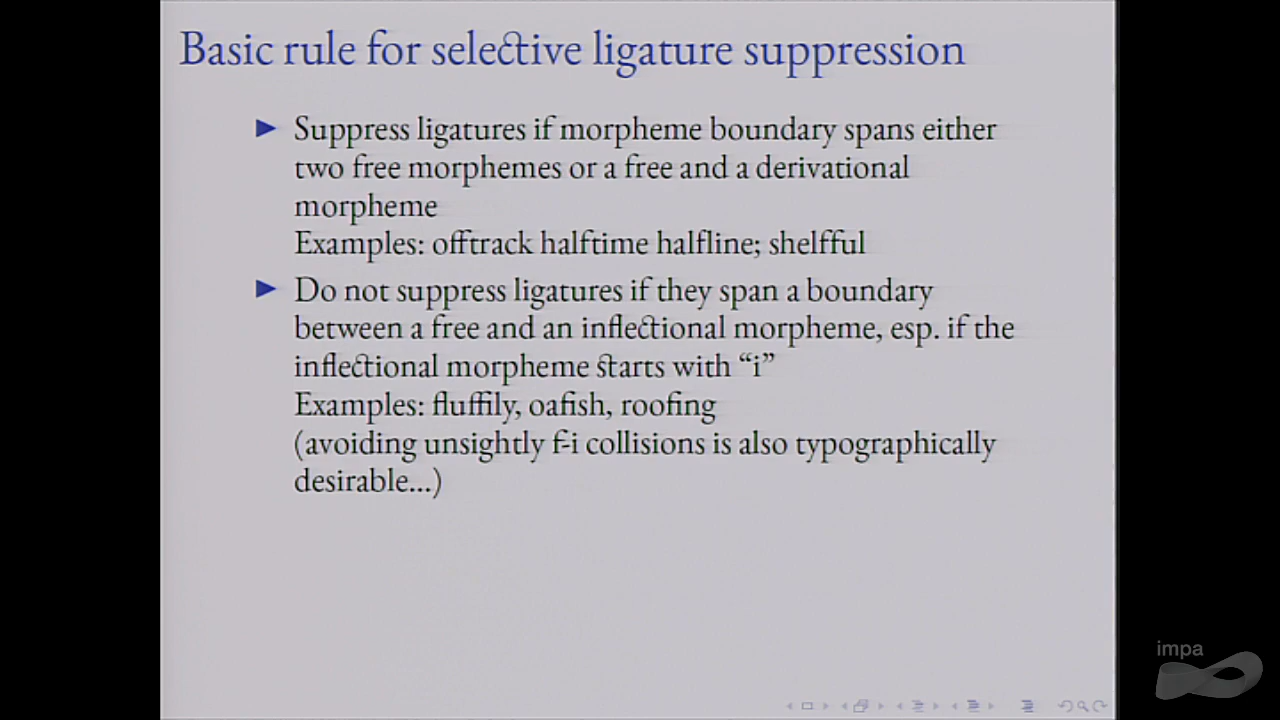 Basic rule for selective ligature suppression
Suppress ligatures if morpheme boundary spans either
two free morphemes or a free and a derivational
morpheme
Examples: offtrack halftime halfline; shelfful
Do not suppress ligatures if they span a boundary
between a free and an inflectional morpheme, esp. if the
inflectional morpheme starts with “i”
Examples: fluffily, oafish, roofing
(avoiding unsightly f-i collisions is also typographically
desirable...)
impa